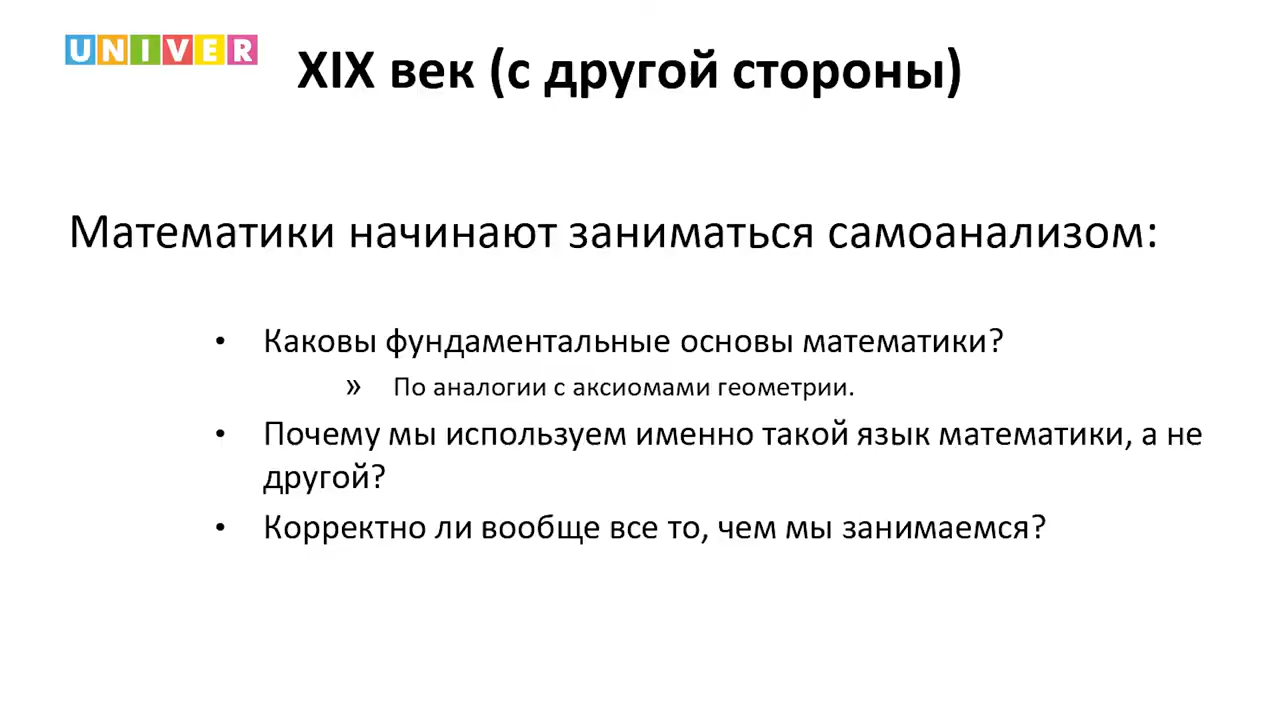 UNIVER
XIX век (с другой стороны)
Математики начинают заниматься самоанализом:
• Каковы фундаментальные основы математики?
» По аналогии с аксиомами геометрии.
• Почему мы используем именно такой язык математики, а не
другой?
• Корректно ли вообще все то, чем мы занимаемся?